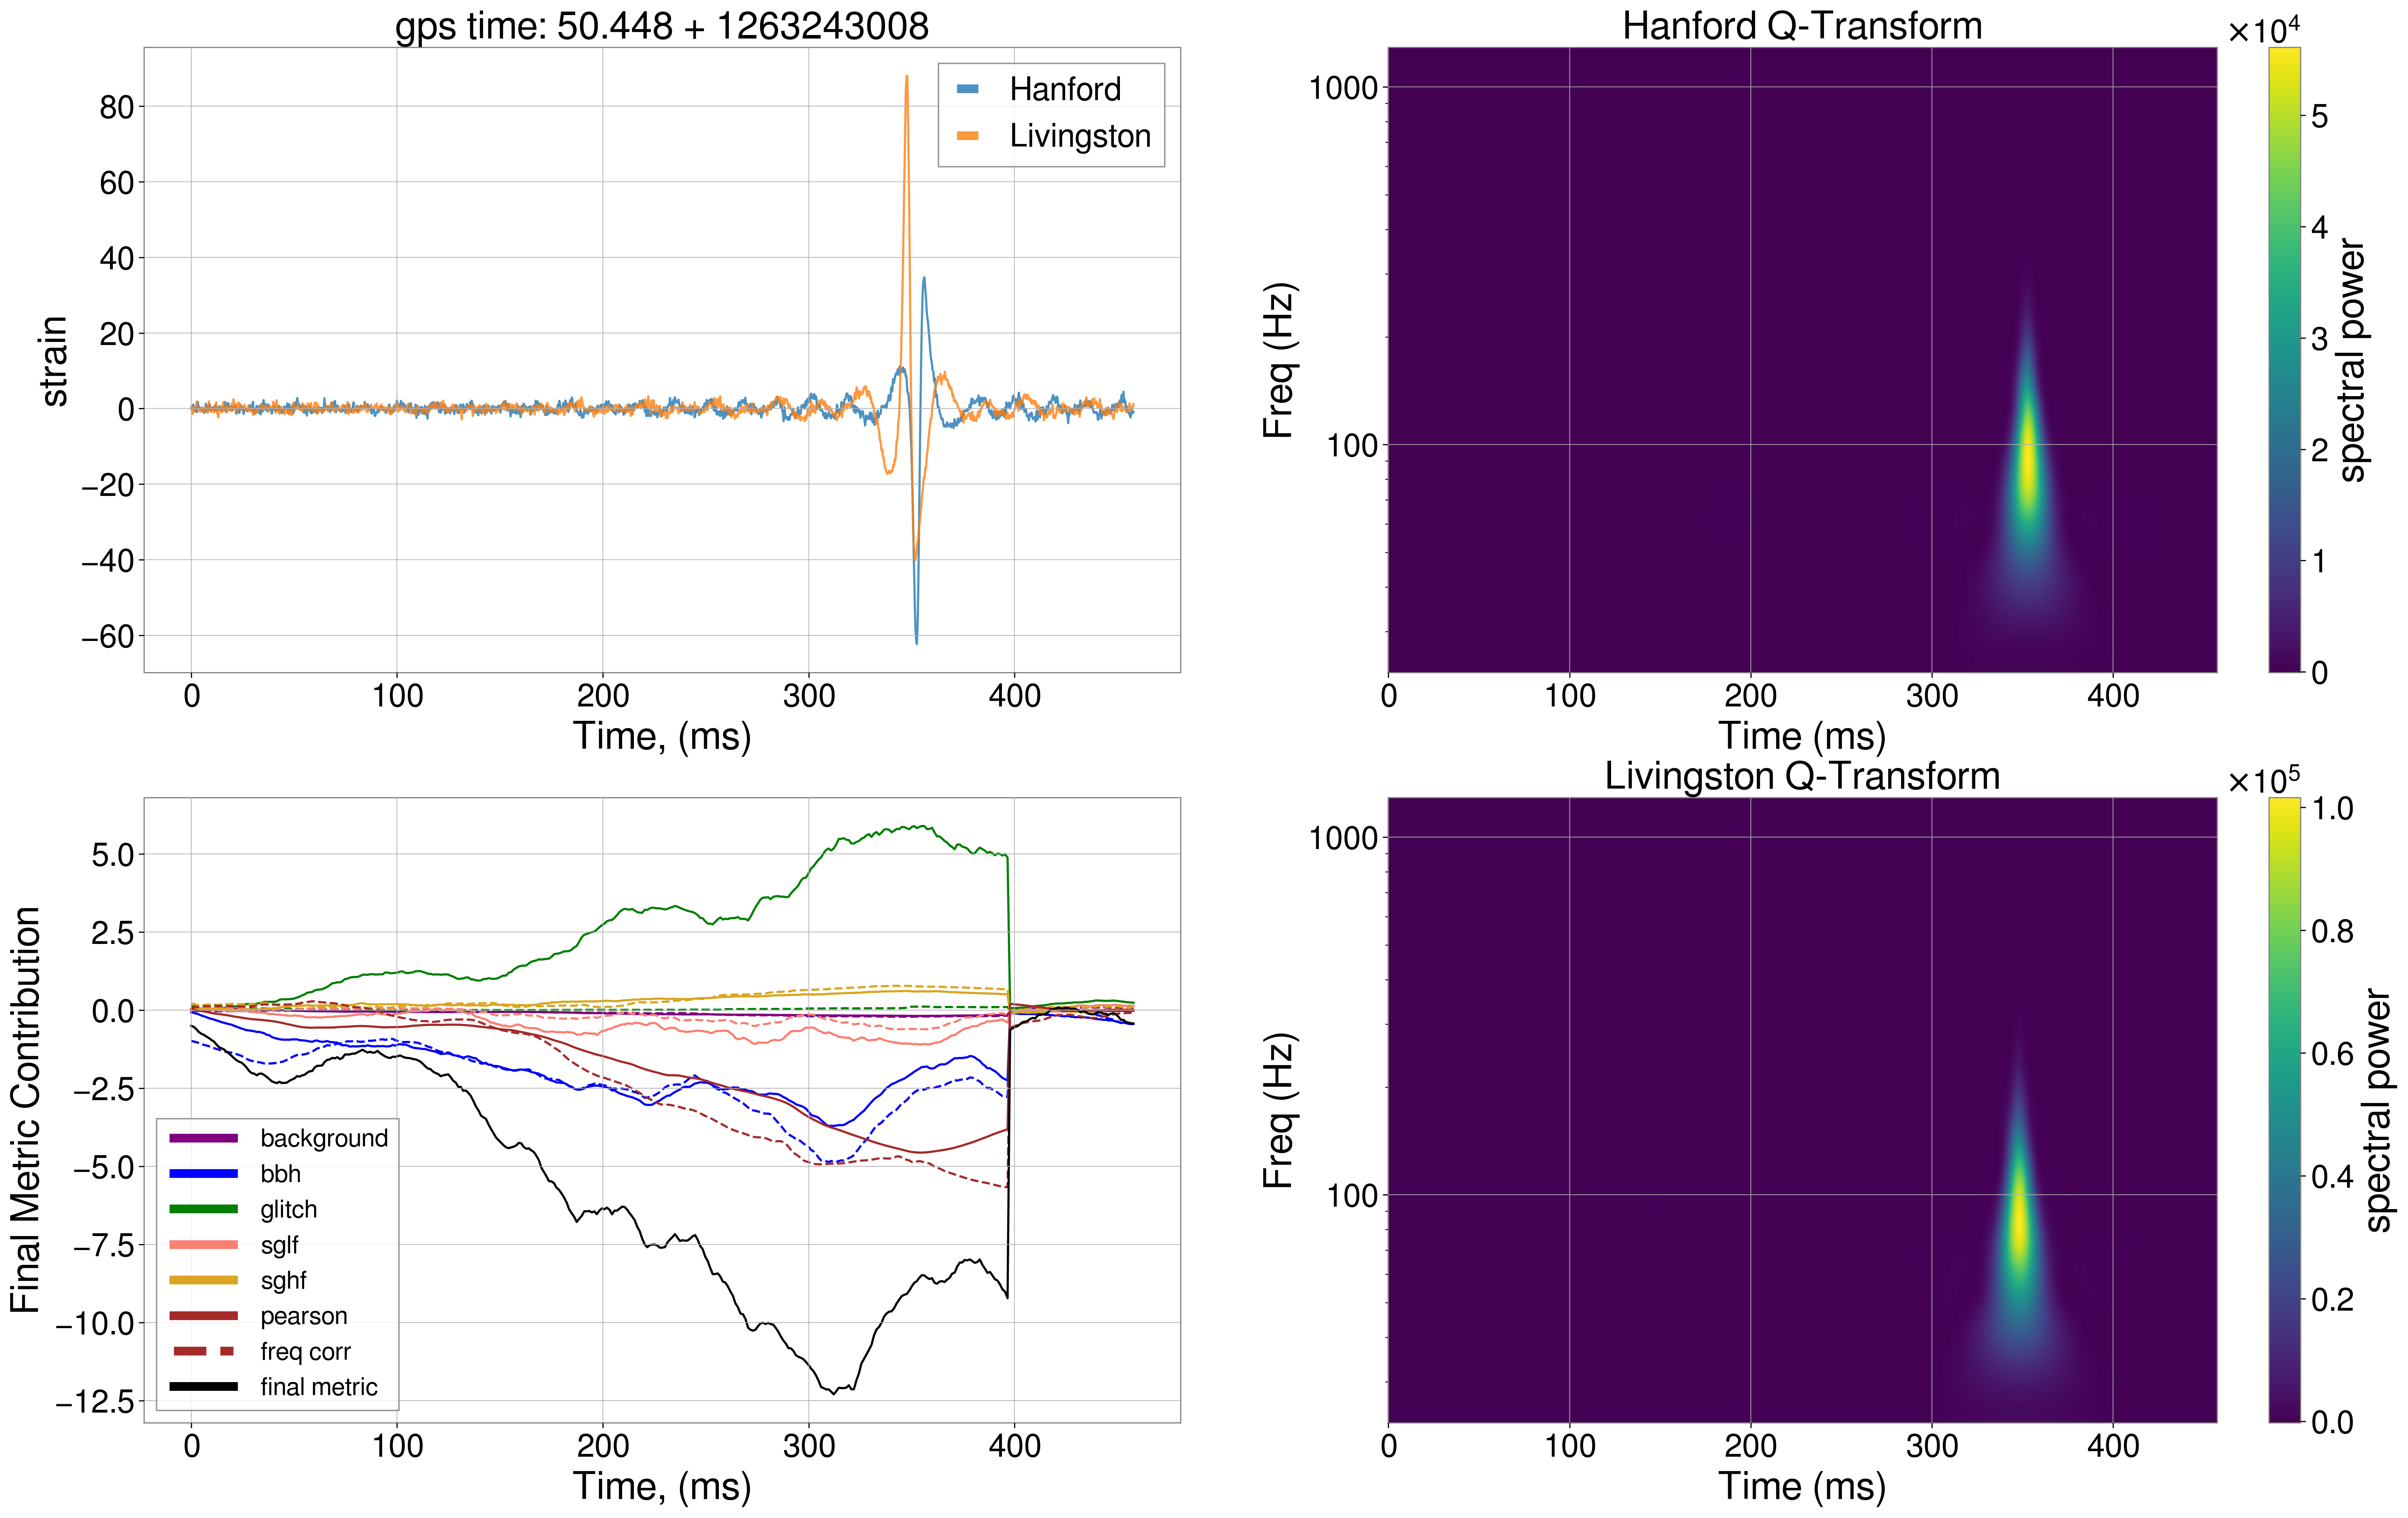 gps time: 50.448 + 1263243008
strain
80
60
40
20
0
−20
−40
−60
Hanford
Livingston
0 100 200 300 400
Time, (ms)
Hanford Q-Transform
Freq (Hz)
1000
100
0 100 200 300 400
Time (ms)
×10⁴
5
4
3
2
1
0
spectral power
Final Metric Contribution
5.0
2.5
0.0
−2.5
−5.0
−7.5
−10.0
−12.5
background
bbh
glitch
sglf
sghf
pearson
freq corr
final metric
0 100 200 300 400
Time, (ms)
Livingston Q-Transform
Freq (Hz)
1000
100
0 100 200 300 400
Time (ms)
×10⁵
1.0
0.8
0.6
0.4
0.2
0.0
spectral power